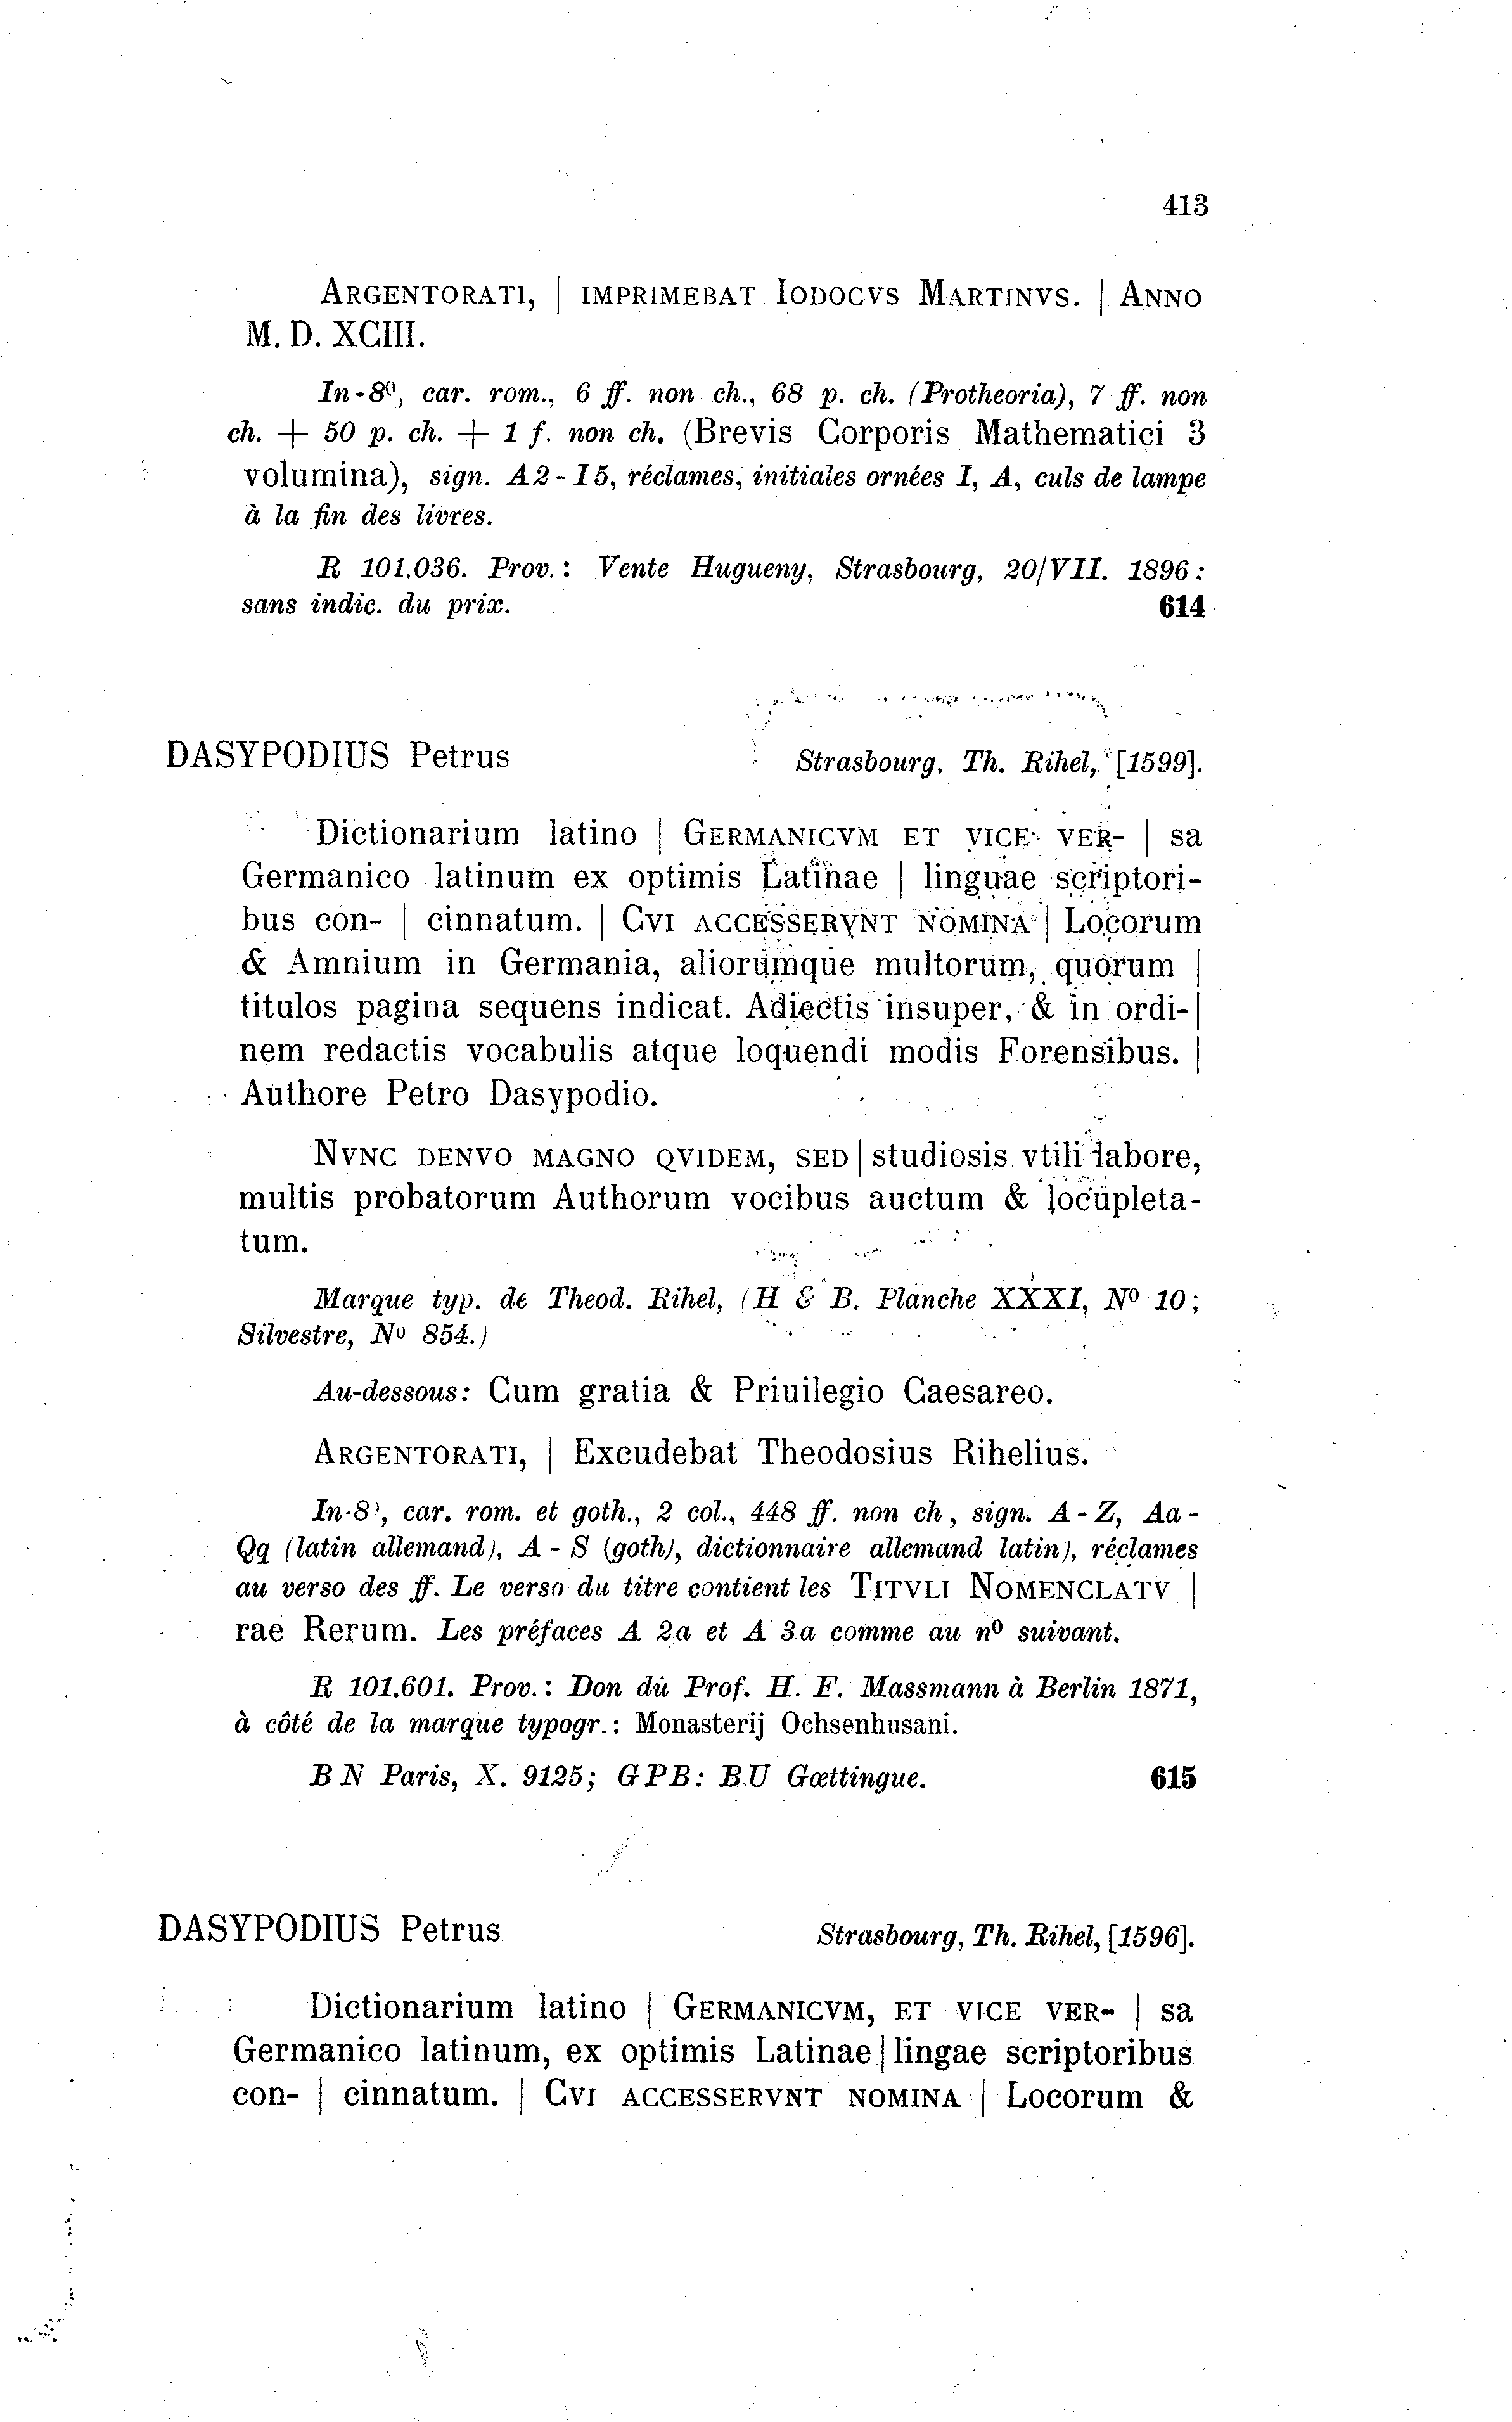 413
ARGENTORATI, | IMPRIMEBAT IODOCVS MARTINVS. | ANNO
M. D. XCIII.
In-8⁰, car. rom., 6 ff. non ch., 68 p. ch. (Protheoria), 7 ff. non
ch. + 50 p. ch. + 1 f. non ch. (Brevis Corporis Mathematici 3
volumina), sign. A2-I5, réclames, initiales ornées I, A, culs de lampe
à la fin des livres.
R 101.036. Prov.: Vente Hugueny, Strasbourg, 20/VII. 1896:
sans indic. du prix. 614
DASYPODIUS Petrus Strasbourg, Th. Rihel, [1599].
Dictionarium latino | GERMANICVM ET VICE VER- | sa
Germanico latinum ex optimis Latinae | linguae scriptori-
bus con- | cinnatum. | CVI ACCESSERVNT NOMINA | Locorum
& Amnium in Germania, aliorumque multorum, quorum |
titulos pagina sequens indicat. Adiectis insuper, & in ordi- |
nem redactis vocabulis atque loquendi modis Forensibus. |
Authore Petro Dasypodio.
NVNC DENVO MAGNO QVIDEM, SED | studiosis vtili labore,
multis probatorum Authorum vocibus auctum & locupleta-
tum.
Marque typ. de Theod. Rihel, (H & B. Planche XXXI, Nº 10;
Silvestre, Nº 854.)
Au-dessous: Cum gratia & Priuilegio Caesareo.
ARGENTORATI, | Excudebat Theodosius Rihelius.
In-8⁰, car. rom. et goth., 2 col., 448 ff. non ch, sign. A-Z, Aa-
Qq (latin allemand), A-S (goth), dictionnaire allemand latin), réclames
au verso des ff. Le verso du titre contient les TITVLI NOMENCLATV |
rae Rerum. Les préfaces A 2a et A 3a comme au nº suivant.
R 101.601. Prov.: Don du Prof. H. F. Massmann à Berlin 1871,
à côté de la marque typogr.: Monasterij Ochsenhusani.
BN Paris, X. 9125; GPB: BU Gœttingue. 615
DASYPODIUS Petrus Strasbourg, Th. Rihel, [1596].
Dictionarium latino | GERMANICVM, ET VICE VER- | sa
Germanico latinum, ex optimis Latinae | lingae scriptoribus
con- | cinnatum. | CVI ACCESSERVNT NOMINA | Locorum &